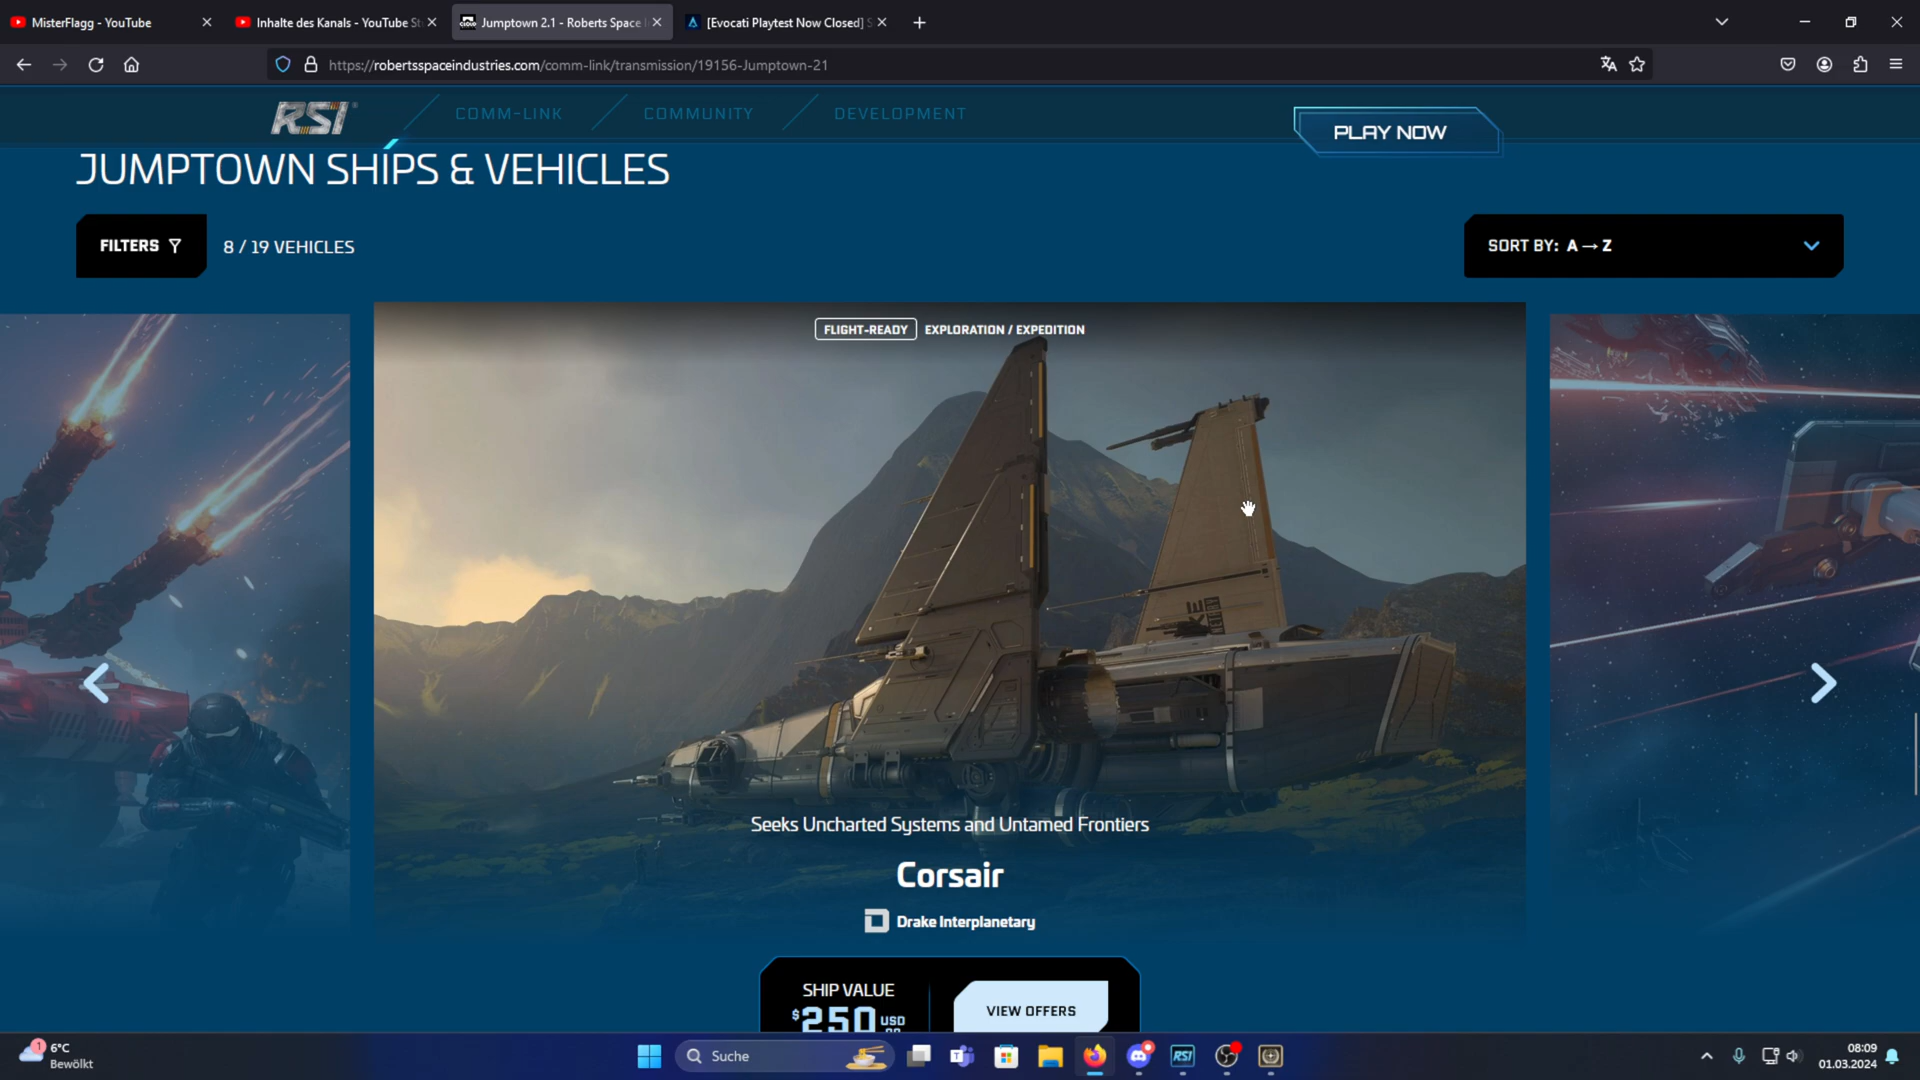 MisterFlagg - YouTube
Inhalte des Kanals - YouTube St
Jumptown 2.1 - Roberts Space I
[Evocati Playtest Now Closed] S
https://robertsspaceindustries.com/comm-link/transmission/19156-Jumptown-21
RSI
COMM-LINK
COMMUNITY
DEVELOPMENT
PLAY NOW
JUMPTOWN SHIPS & VEHICLES
FILTERS
8 / 19 VEHICLES
SORT BY: A → Z
FLIGHT-READY
EXPLORATION / EXPEDITION
Seeks Uncharted Systems and Untamed Frontiers
Corsair
Drake Interplanetary
SHIP VALUE
$250 USD
VIEW OFFERS
1
6°C
Bewölkt
Suche
RSI
08:09
01.03.2024